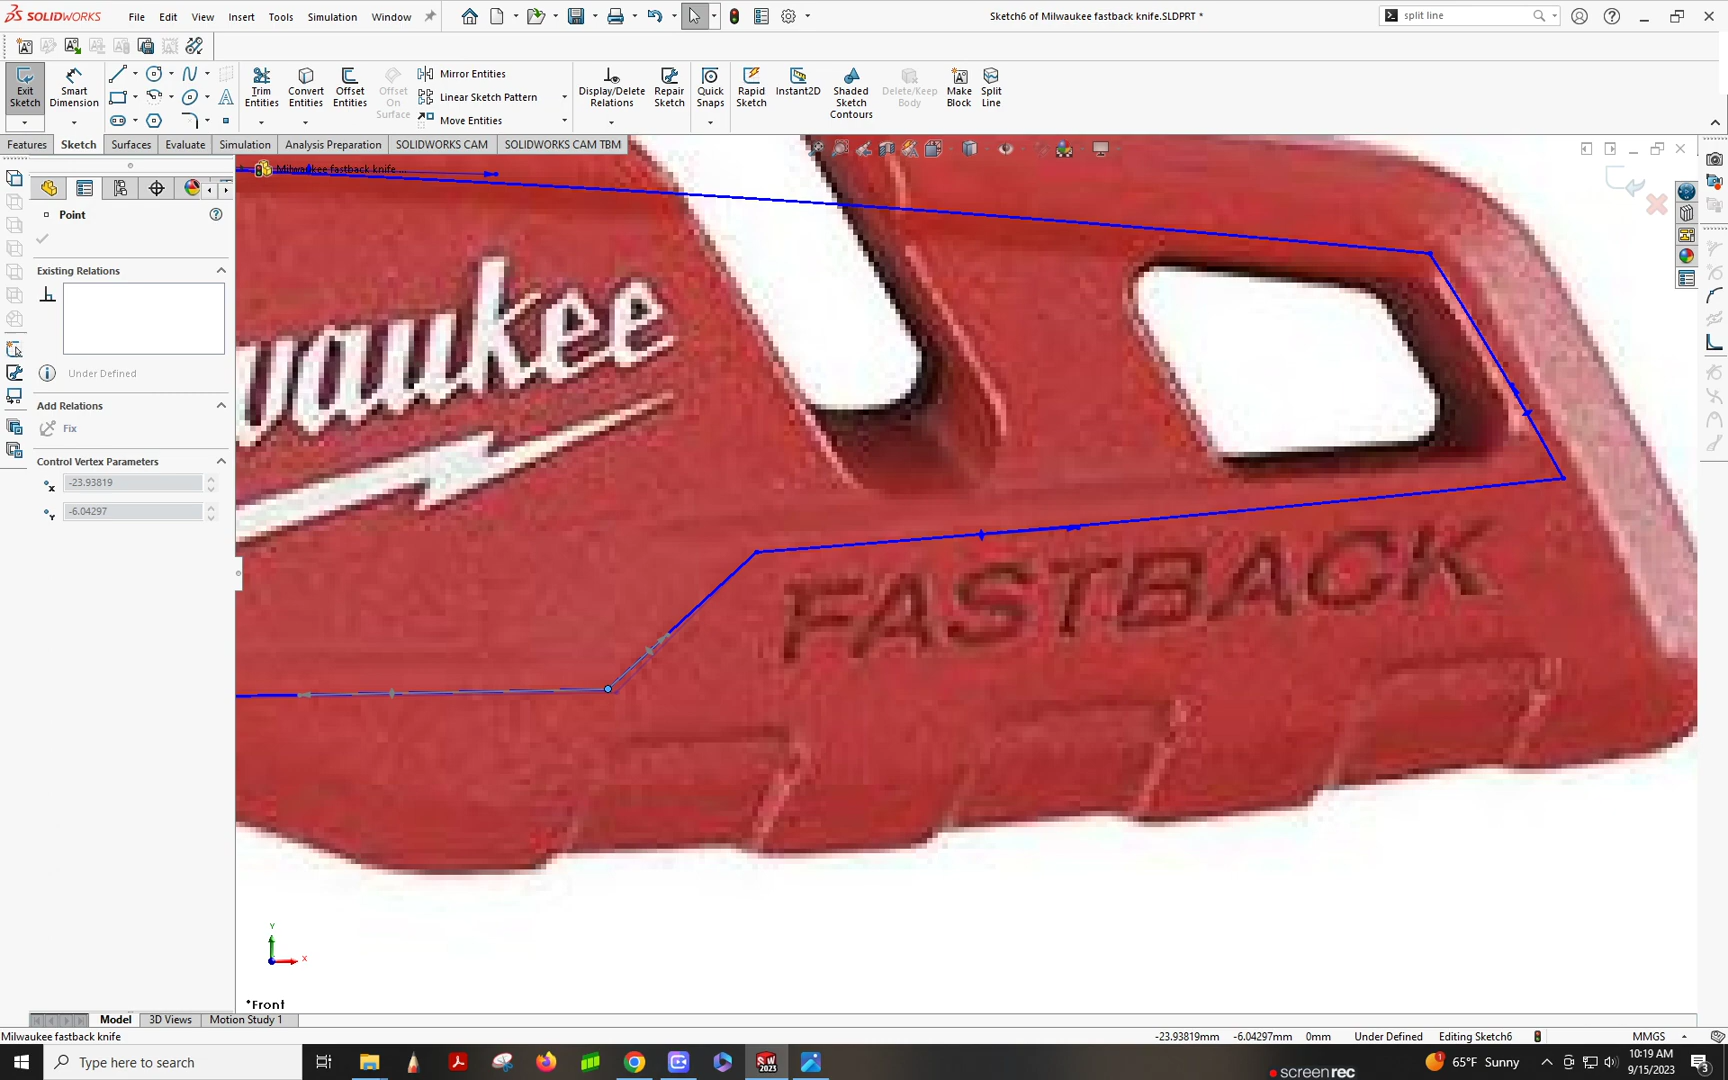 SOLIDWORKS File Edit View Insert Tools Simulation Window Sketch6 of Milwaukee fastback knife.SLDPRT * split line
Exit Sketch
Smart Dimension
Trim Entities
Convert Entities
Offset Entities
Offset On Surface
Mirror Entities
Linear Sketch Pattern
Move Entities
Display/Delete Relations
Repair Sketch
Quick Snaps
Rapid Sketch
Instant2D
Shaded Sketch Contours
Delete/Keep Body
Make Block
Split Line
Features Sketch Surfaces Evaluate Simulation Analysis Preparation SOLIDWORKS CAM SOLIDWORKS CAM TBM
Milwaukee fastback knife ...
Point
Existing Relations
Under Defined
Add Relations
Fix
Control Vertex Parameters
X -23.93819
Y -6.04297
waukee
FASTBACK
Y
X
*Front
Model 3D Views Motion Study 1
Milwaukee fastback knife -23.93819mm -6.04297mm 0mm Under Defined Editing Sketch6 MMGS
Type here to search
SW 2023
1
65°F Sunny
10:19 AM
9/15/2023
3
screenrec